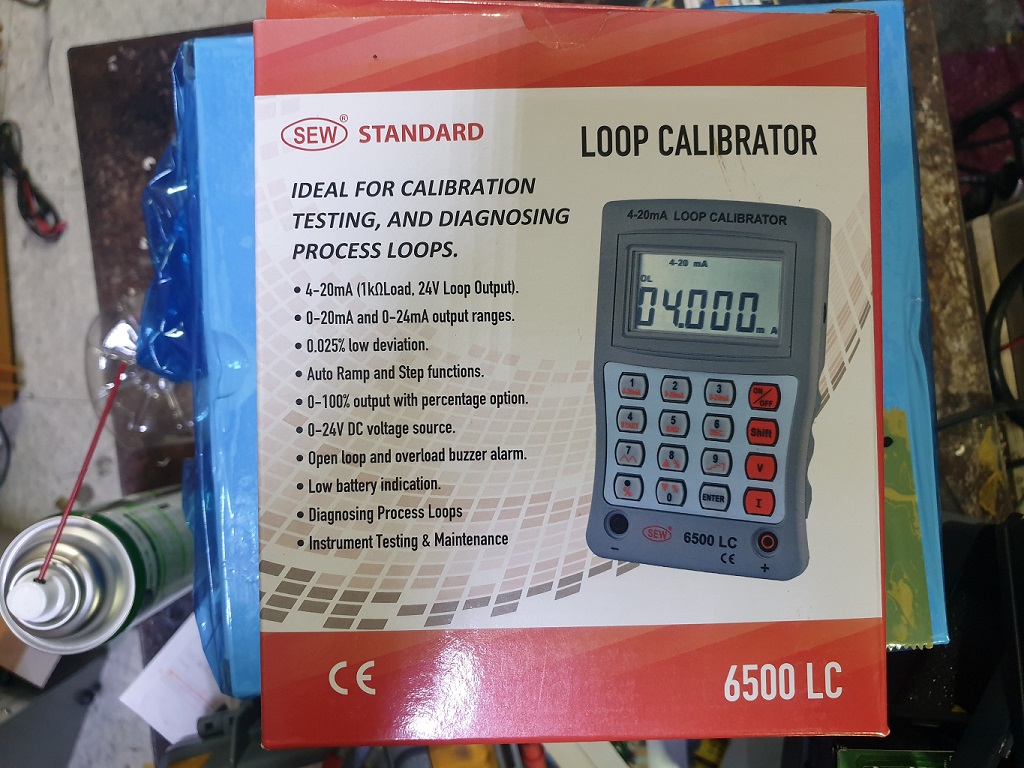 SEW® STANDARD
LOOP CALIBRATOR
IDEAL FOR CALIBRATION
TESTING, AND DIAGNOSING
PROCESS LOOPS.
• 4-20mA (1kΩLoad, 24V Loop Output).
• 0-20mA and 0-24mA output ranges.
• 0.025% low deviation.
• Auto Ramp and Step functions.
• 0-100% output with percentage option.
• 0-24V DC voltage source.
• Open loop and overload buzzer alarm.
• Low battery indication.
• Diagnosing Process Loops
• Instrument Testing & Maintenance
4-20mA LOOP CALIBRATOR
4-20 mA
OL
04.000 m A
1 2 3 ON/OFF
4 START 5 6 Shift
7 8 9 V
% 0 ENTER I
SEW® 6500 LC
CE
- +
CE
6500 LC